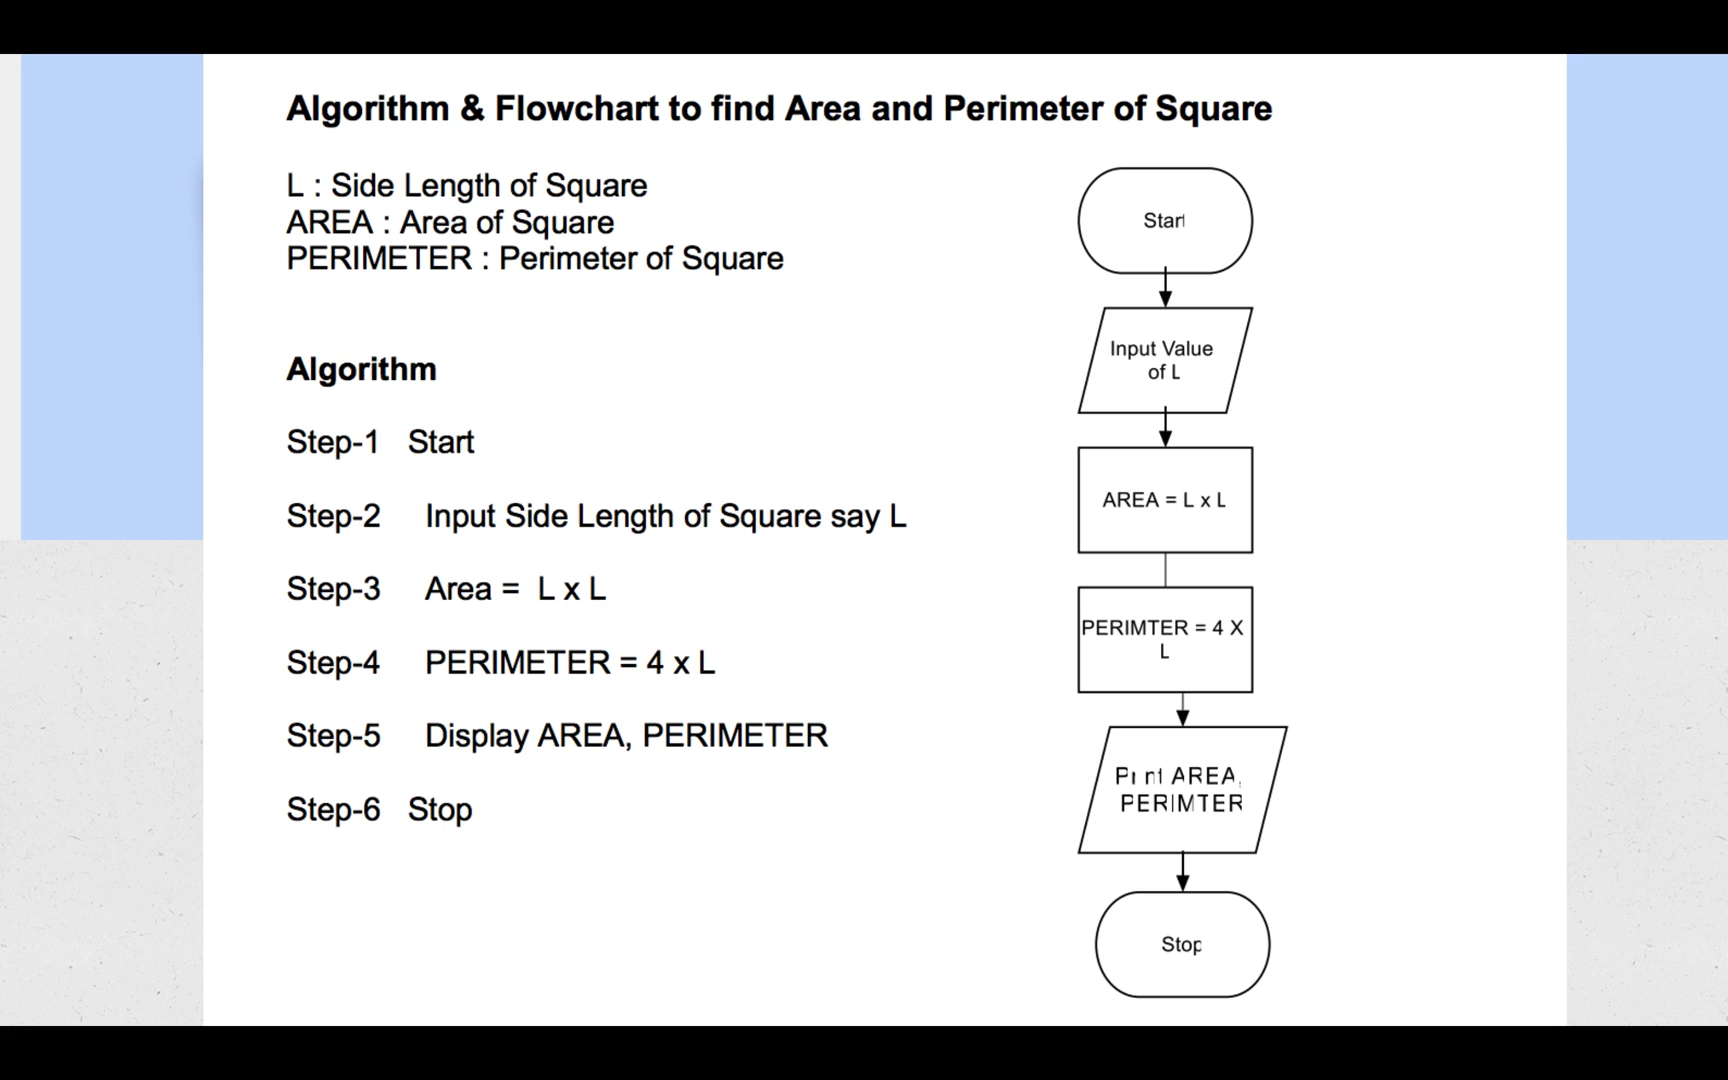 Algorithm & Flowchart to find Area and Perimeter of Square
L : Side Length of Square
AREA : Area of Square
PERIMETER : Perimeter of Square
Algorithm
Step-1 Start
Step-2 Input Side Length of Square say L
Step-3 Area = L x L
Step-4 PERIMETER = 4 x L
Step-5 Display AREA, PERIMETER
Step-6 Stop
Start
Input Value
of L
AREA = L x L
PERIMTER = 4 X
L
Print AREA,
PERIMTER
Stop